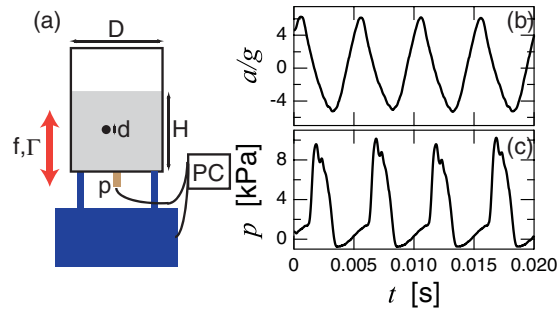 (a)
D
d
H
f,Γ
p
PC
(b)
a/g
4
0
-4
(c)
p [kPa]
8
4
0
0
0.005
0.010
0.015
0.020
t [s]